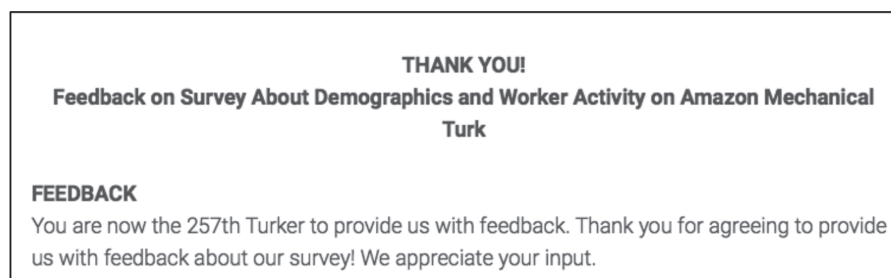 THANK YOU!
Feedback on Survey About Demographics and Worker Activity on Amazon Mechanical
Turk
FEEDBACK
You are now the 257th Turker to provide us with feedback. Thank you for agreeing to provide
us with feedback about our survey! We appreciate your input.